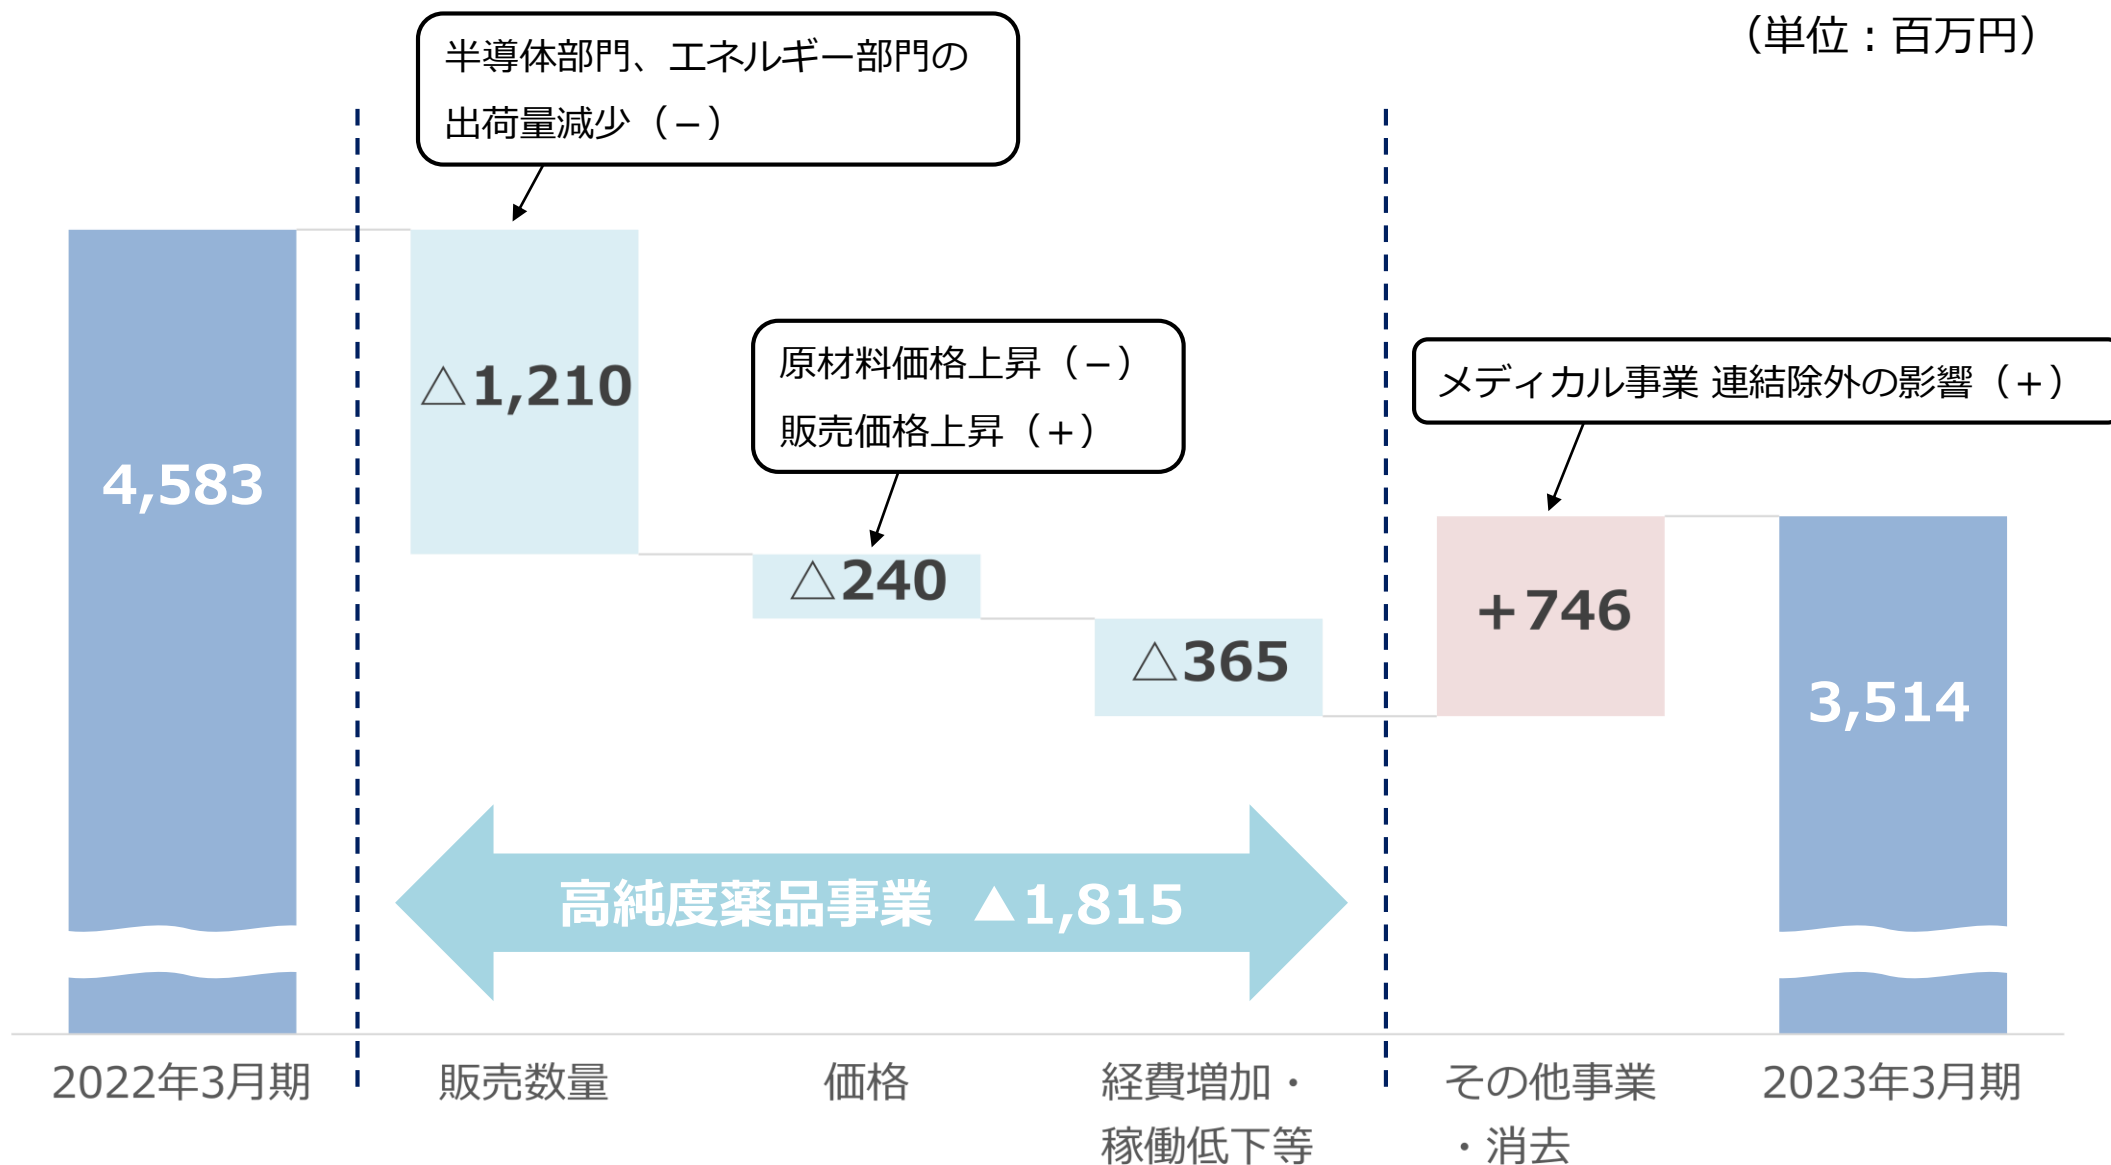 （単位：百万円）
半導体部門、エネルギー部門の
出荷量減少（－）
原材料価格上昇（－）
販売価格上昇（＋）
メディカル事業 連結除外の影響（＋）
4,583
△1,210
△240
△365
＋746
3,514
高純度薬品事業 ▲1,815
2022年3月期
販売数量
価格
経費増加・
稼働低下等
その他事業
・消去
2023年3月期